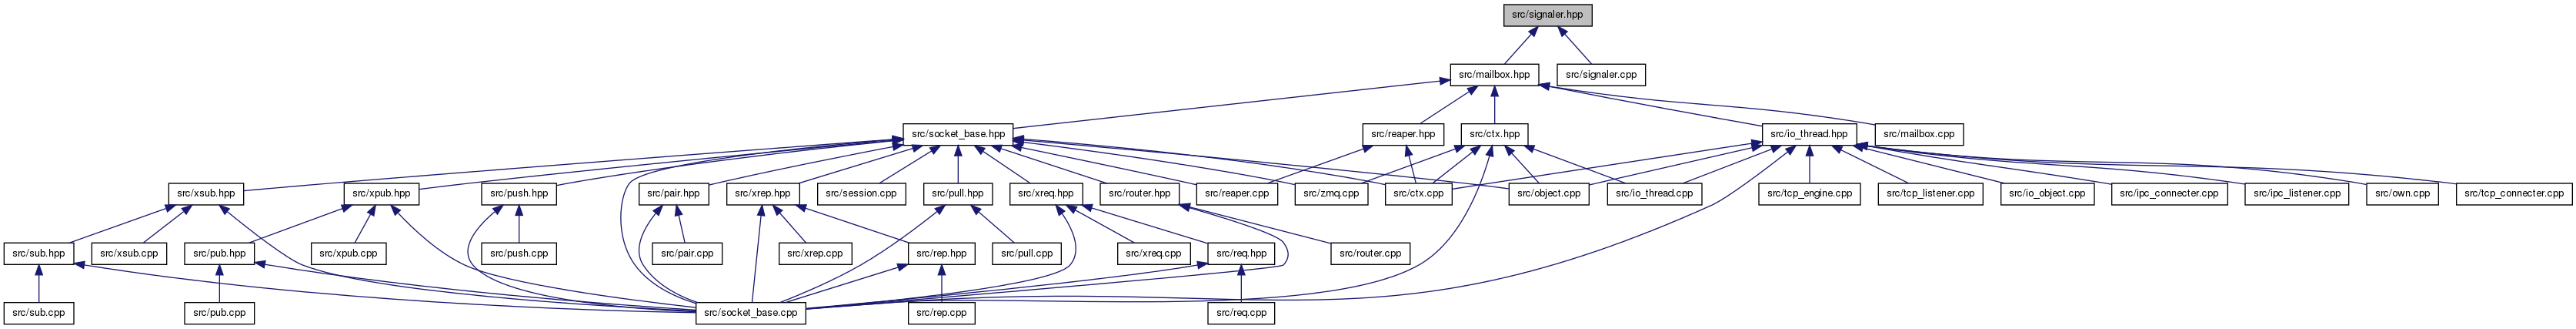 src/signaler.hpp
src/mailbox.hpp
src/signaler.cpp
src/socket_base.hpp
src/reaper.hpp
src/ctx.hpp
src/io_thread.hpp
src/mailbox.cpp
src/xsub.hpp
src/xpub.hpp
src/push.hpp
src/pair.hpp
src/xrep.hpp
src/session.cpp
src/pull.hpp
src/xreq.hpp
src/router.hpp
src/reaper.cpp
src/zmq.cpp
src/ctx.cpp
src/object.cpp
src/io_thread.cpp
src/tcp_engine.cpp
src/tcp_listener.cpp
src/io_object.cpp
src/ipc_connecter.cpp
src/ipc_listener.cpp
src/own.cpp
src/tcp_connecter.cpp
src/sub.hpp
src/xsub.cpp
src/pub.hpp
src/xpub.cpp
src/push.cpp
src/pair.cpp
src/xrep.cpp
src/rep.hpp
src/pull.cpp
src/xreq.cpp
src/req.hpp
src/router.cpp
src/sub.cpp
src/pub.cpp
src/socket_base.cpp
src/rep.cpp
src/req.cpp